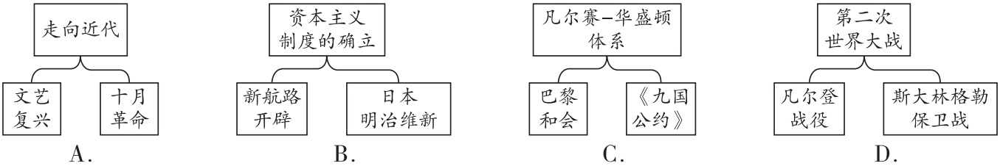 走向近代
文艺
复兴
十月
革命
A.
资本主义
制度的确立
新航路
开辟
日本
明治维新
B.
凡尔赛-华盛顿
体系
巴黎
和会
《九国
公约》
C.
第二次
世界大战
凡尔登
战役
斯大林格勒
保卫战
D.